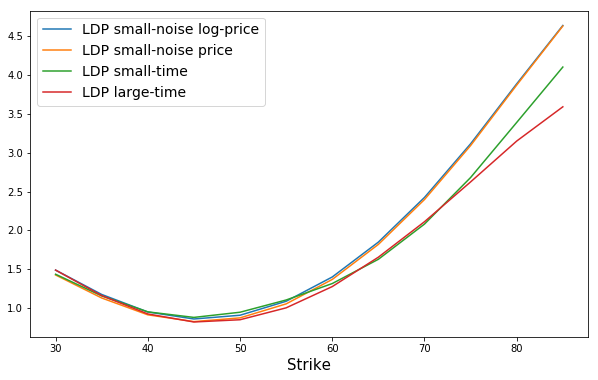 LDP small-noise log-price
LDP small-noise price
LDP small-time
LDP large-time
4.5
4.0
3.5
3.0
2.5
2.0
1.5
1.0
30 40 50 60 70 80
Strike